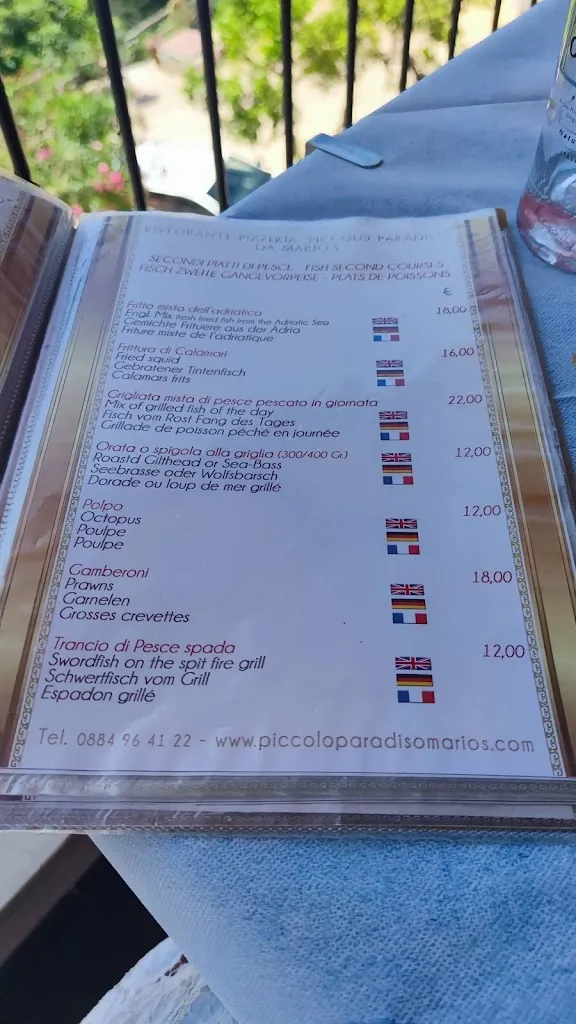 RISTORANTE PIZZERIA PICCOLO PARADISO
DA MARIO'S
SECONDI PIATTI DI PESCE - FISH SECOND COURSES
FISCH ZWEITE GANGEVORPEISE - PLATS DE POISSONS
€
Fritto misto dell'adriatica 18,00
Engl. Mix fresh fried fish from the Adriatic Sea
Gemichte Frituere aus der Adria
Friture mixte de l'adriatique
Frittura di Calamari 16,00
Fried squid
Gebratener Tintenfisch
Calamars frits
Grigliata mista di pesce pescato in giornata 22,00
Mix of grilled fish of the day
Fisch vom Rost Fang des Tages
Grillade de poisson pêché en journée
Orata o spigola alla griglia (300/400 Gr.) 12,00
Roastd Gilthead or Sea-Bass
Seebrasse oder Wolfsbarsch
Dorade ou loup de mer grillé
Polpo 12,00
Octopus
Poulpe
Poulpe
Gamberoni 18,00
Prawns
Garnelen
Grosses crevettes
Trancio di Pesce spada 12,00
Swordfish on the spit fire grill
Schwertfisch vom Grill
Espadon grillé
Tel. 0884 96 41 22 - www.piccoloparadisomarios.com